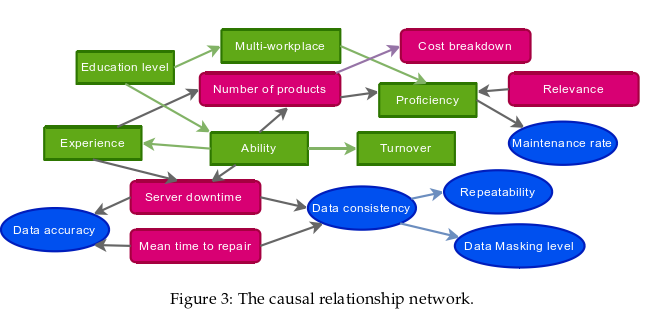 Multi-workplace
Cost breakdown
Education level
Number of products
Relevance
Proficiency
Experience
Ability
Turnover
Maintenance rate
Server downtime
Repeatability
Data consistency
Data accuracy
Mean time to repair
Data Masking level
Figure 3: The causal relationship network.